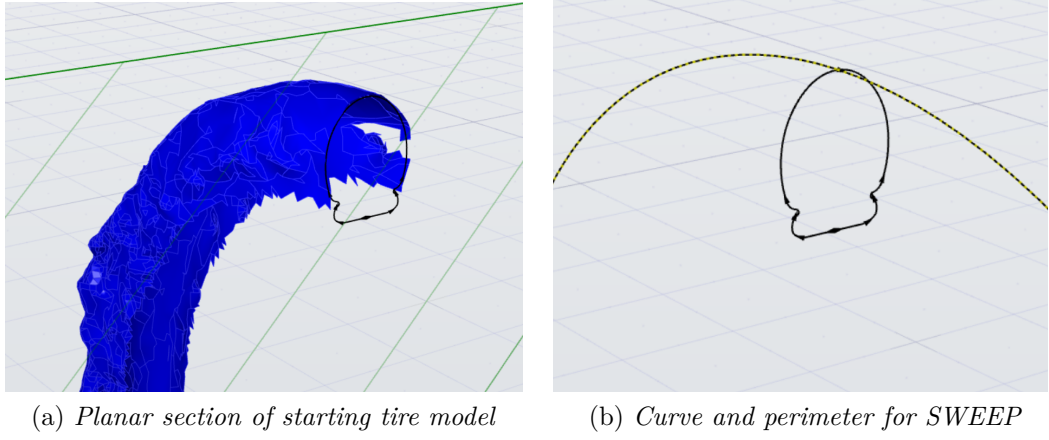 (a) Planar section of starting tire model
(b) Curve and perimeter for SWEEP